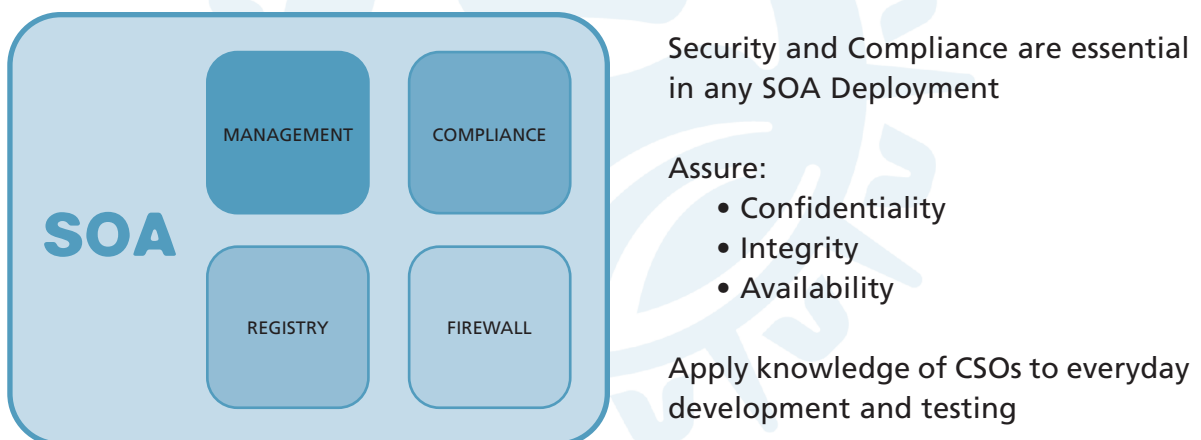 SOA
MANAGEMENT
COMPLIANCE
REGISTRY
FIREWALL
Security and Compliance are essential
in any SOA Deployment
Assure:
• Confidentiality
• Integrity
• Availability
Apply knowledge of CSOs to everyday
development and testing